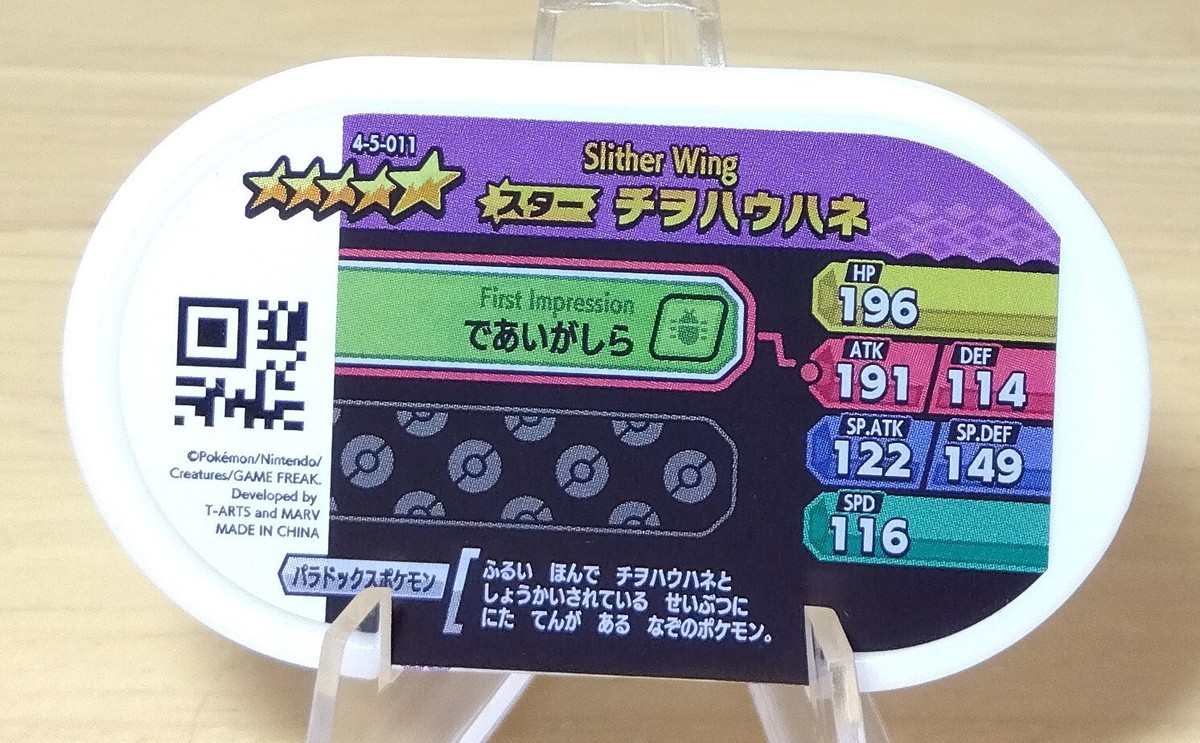 4-5-011
Slither Wing
スター チヲハウハネ
First Impression
であいがしら
HP
196
ATK
191
DEF
114
SP.ATK
122
SP.DEF
149
SPD
116
©Pokémon/Nintendo/
Creatures/GAME FREAK.
Developed by
T-ARTS and MARV
MADE IN CHINA
パラドックスポケモン
ふるい ほんで チヲハウハネと
しょうかいされている せいぶつに
にた てんが ある なぞのポケモン。